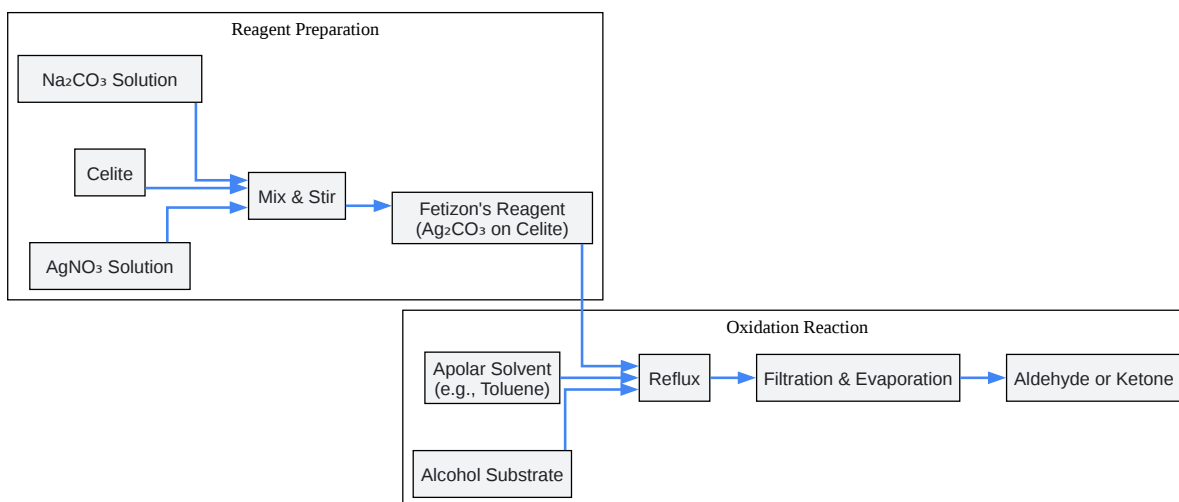 Reagent Preparation
Na₂CO₃ Solution
Celite
Mix & Stir
Fetizon's Reagent
(Ag₂CO₃ on Celite)
AgNO₃ Solution
Oxidation Reaction
Apolar Solvent
(e.g., Toluene)
Reflux
Filtration & Evaporation
Aldehyde or Ketone
Alcohol Substrate